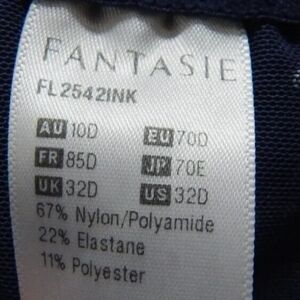 FANTASIE
FL2542INK
AU 10D EU 70D
FR 85D JP 70E
UK 32D US 32D
67% Nylon/Polyamide
22% Elastane
11% Polyester